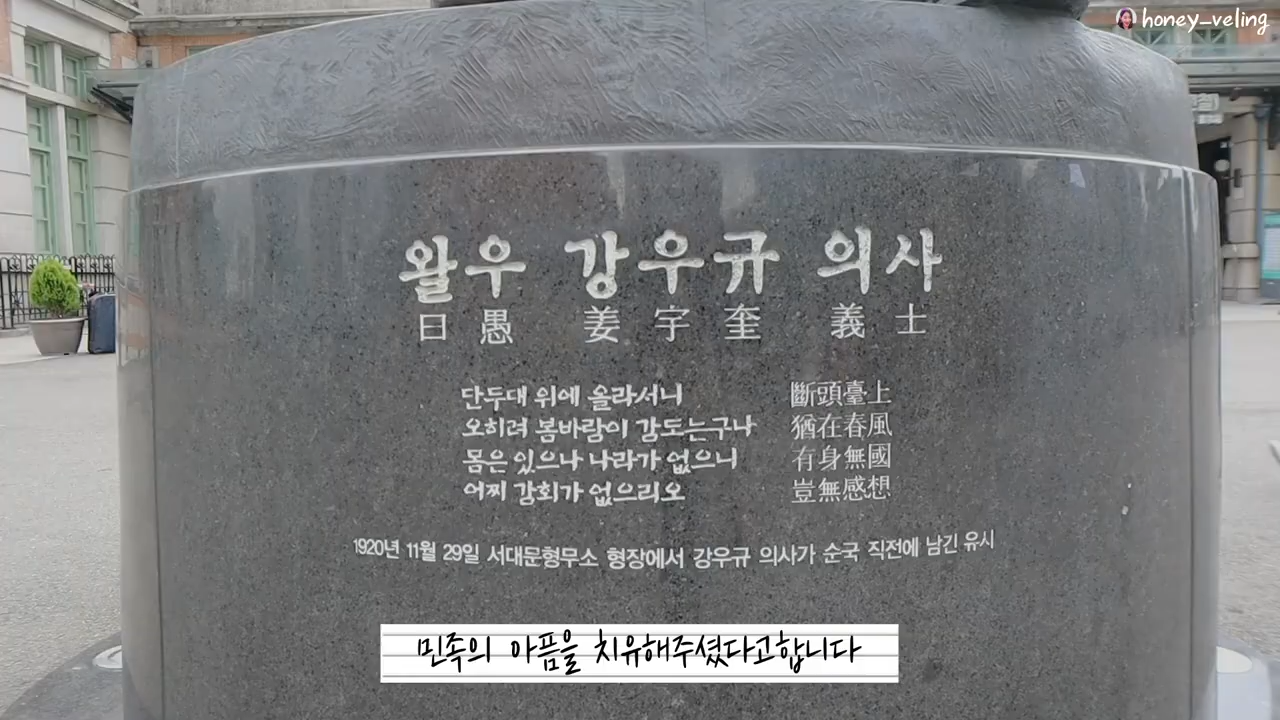 honey_veling
왈우 강우규 의사
曰愚 姜宇奎 義士
단두대 위에 올라서니 斷頭臺上
오히려 봄바람이 감도는구나 猶在春風
몸은 있으나 나라가 없으니 有身無國
어찌 감회가 없으리오 豈無感想
1920년 11월 29일 서대문형무소 형장에서 강우규 의사가 순국 직전에 남긴 유시
민족의 아픔을 치유해주셨다고합니다